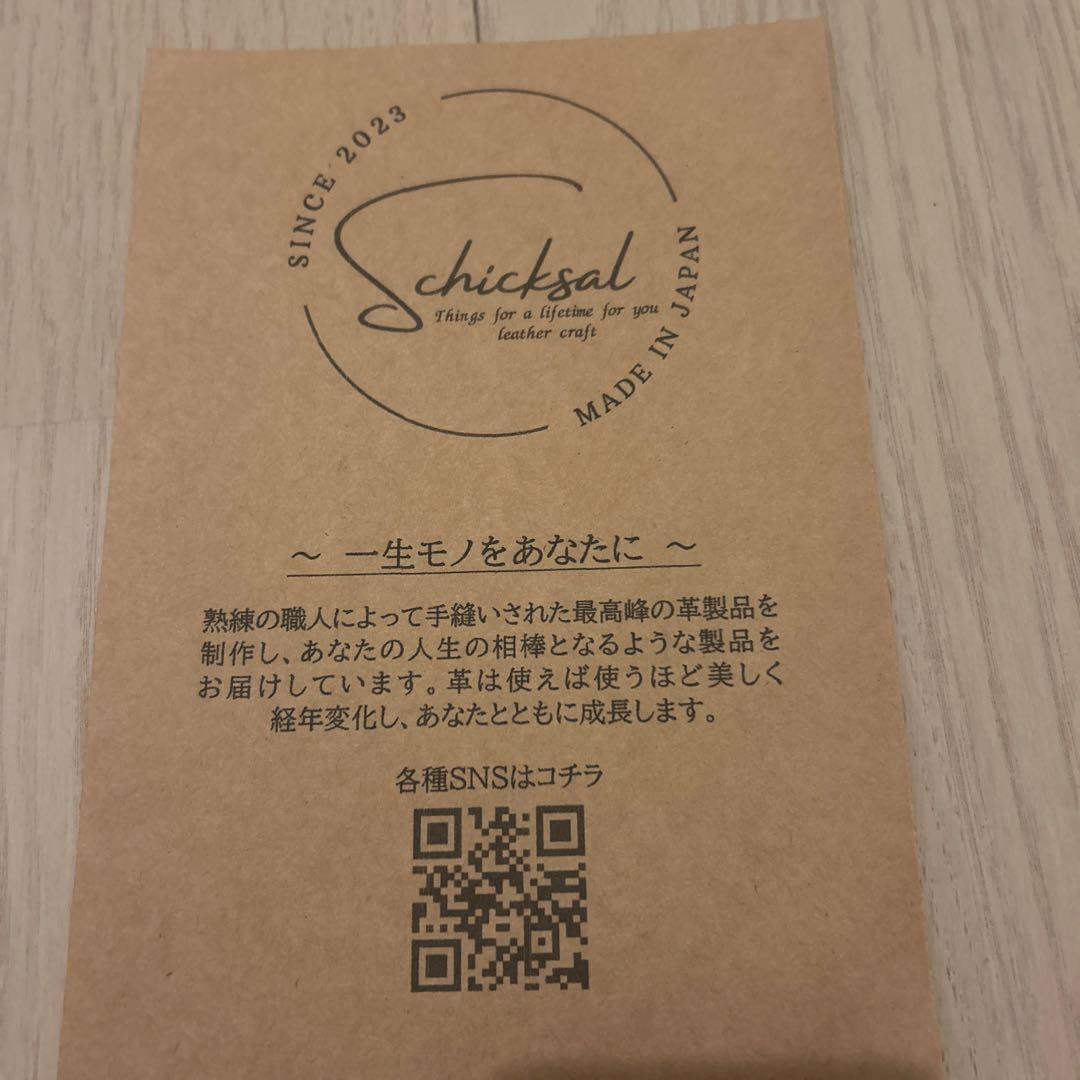 SINCE 2023
Schicksal
Things for a lifetime for you
leather craft
MADE IN JAPAN
～ 一生モノをあなたに ～
熟練の職人によって手縫いされた最高峰の革製品を
制作し、あなたの人生の相棒となるような製品を
お届けしています。革は使えば使うほど美しく
経年変化し、あなたとともに成長します。
各種SNSはコチラ